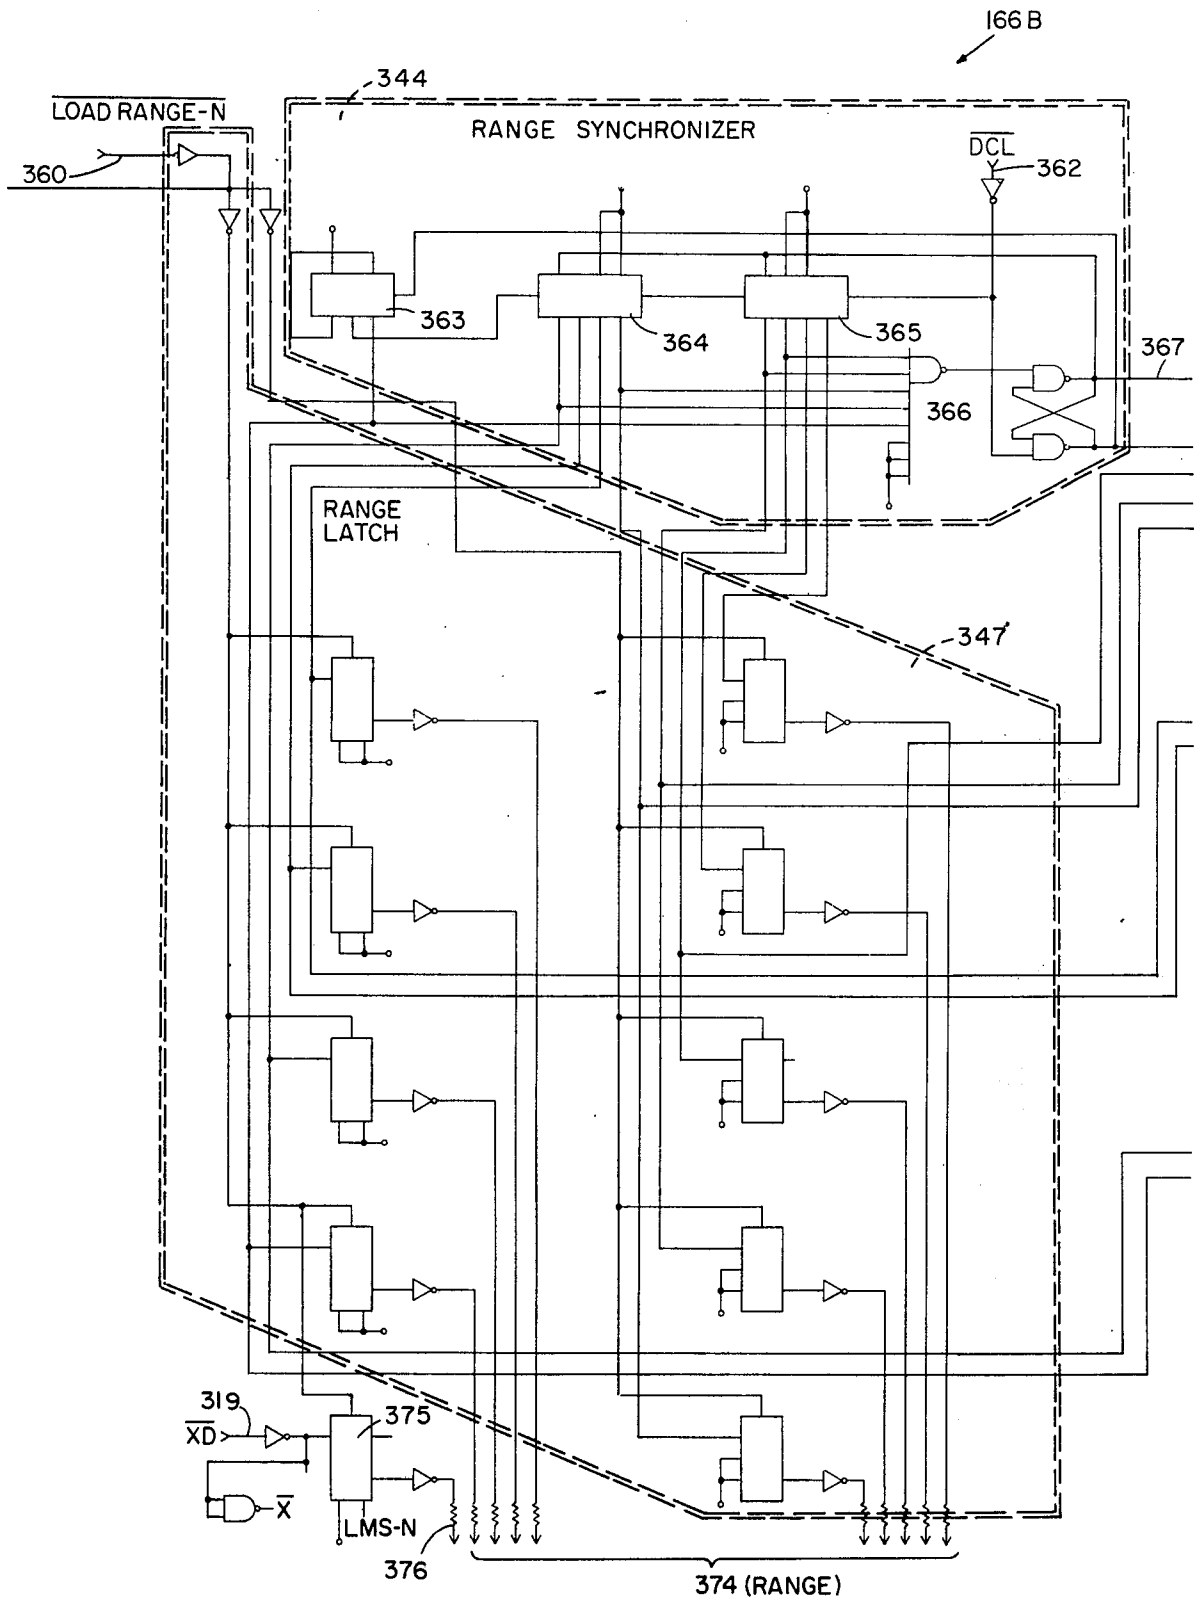 166B
344
LOAD RANGE-N
RANGE SYNCHRONIZER
DCL
360
362
363
364
365
367
366
RANGE
LATCH
347
319
XD
375
X
LMS-N
376
374 (RANGE)